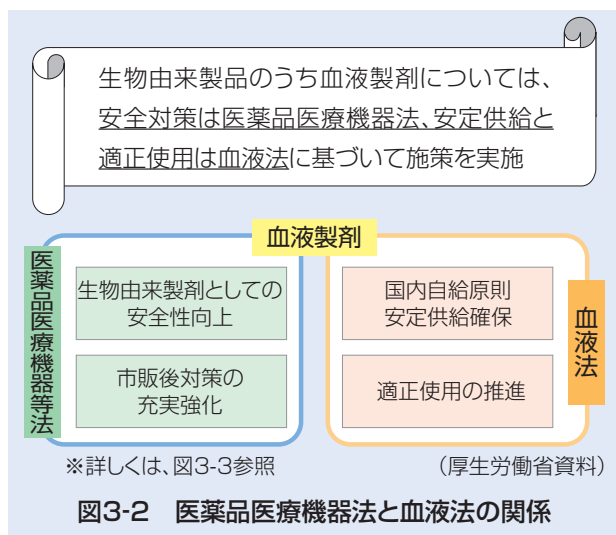 生物由来製品のうち血液製剤については、
安全対策は医薬品医療機器法、安定供給と
適正使用は血液法に基づいて施策を実施
血液製剤
医薬品医療機器等法
生物由来製剤としての
安全性向上
市販後対策の
充実強化
国内自給原則
安定供給確保
適正使用の推進
血液法
※詳しくは、図3-3参照
(厚生労働省資料)
図3-2 医薬品医療機器法と血液法の関係